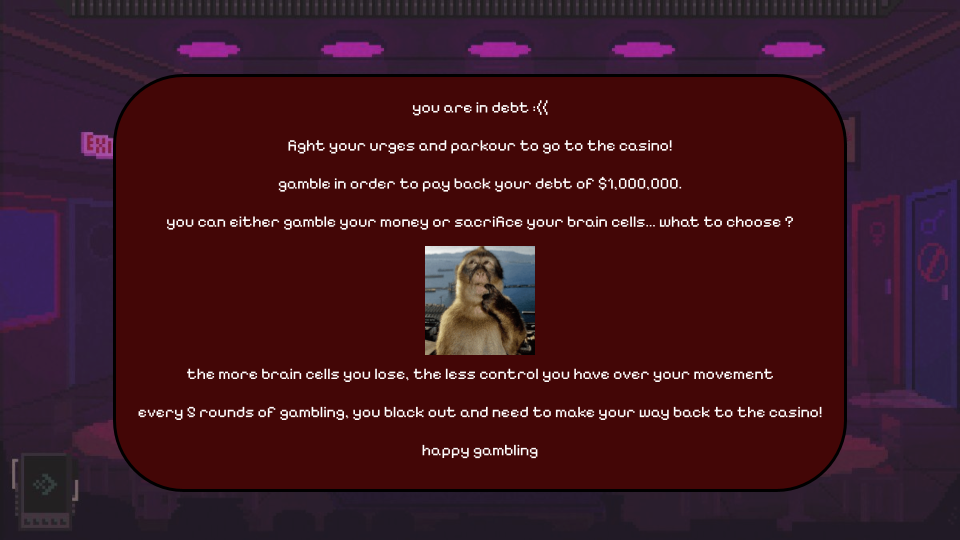 EXI
you are in debt :((
fight your urges and parkour to go to the casino!
gamble in order to pay back your debt of $1,000,000.
you can either gamble your money or sacrifice your brain cells... what to choose ?
the more brain cells you lose, the less control you have over your movement
every 8 rounds of gambling, you black out and need to make your way back to the casino!
happy gambling